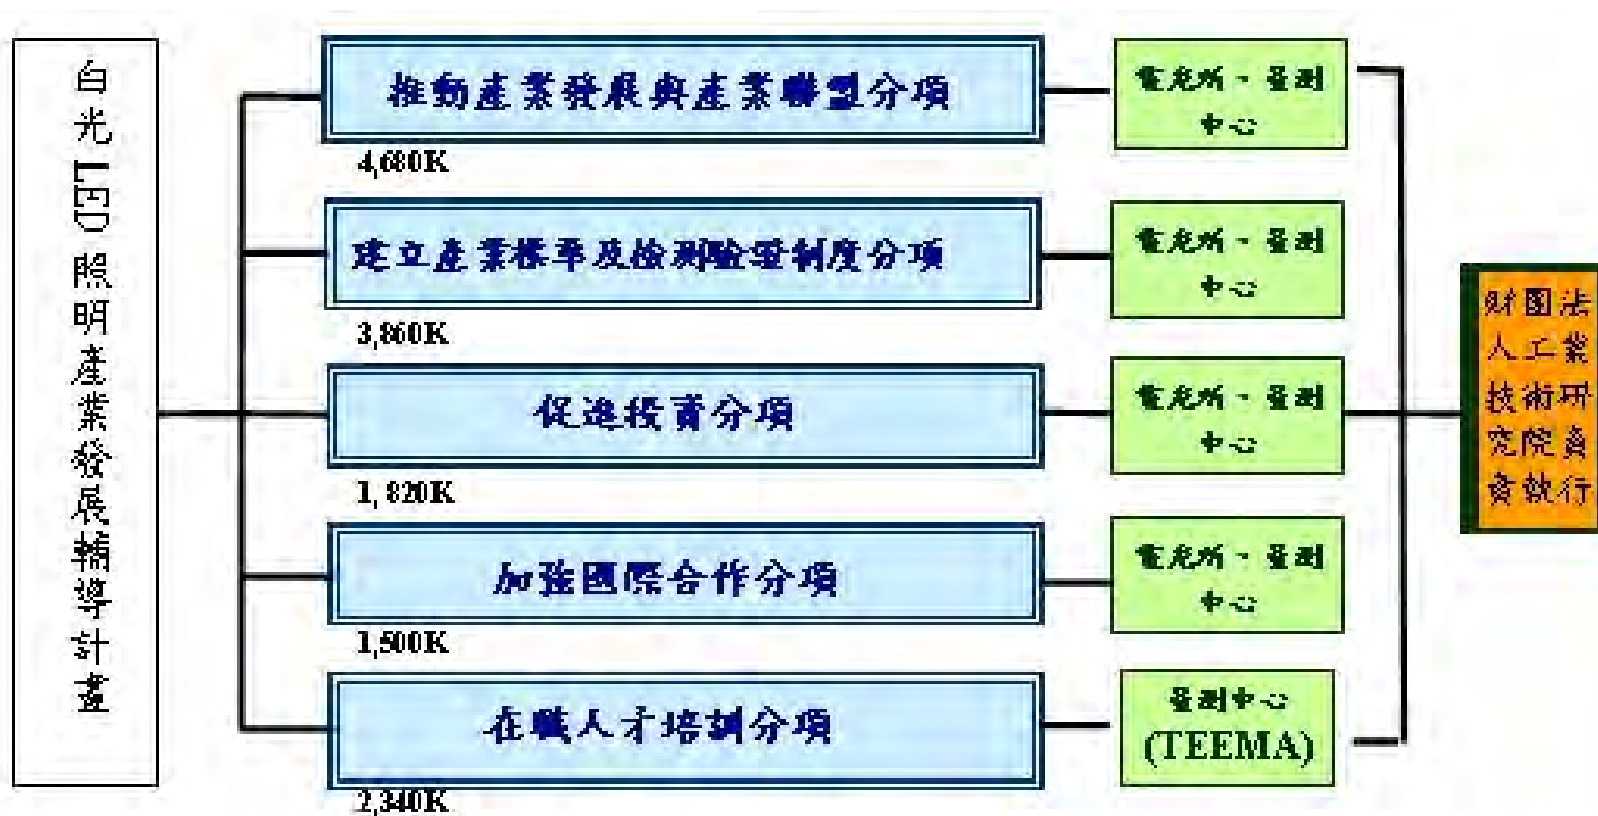 白光LED照明產業發展輔導計畫
推動產業發展與產業聯盟分項
4,680K
電光所、量測
中心
建立產業標準及檢測驗證制度分項
3,860K
電光所、量測
中心
促進投資分項
1,820K
電光所、量測
中心
加強國際合作分項
1,500K
電光所、量測
中心
在職人才培訓分項
2,340K
量測中心
(TEEMA)
財團法
人工業
技術研
究院負
責執行